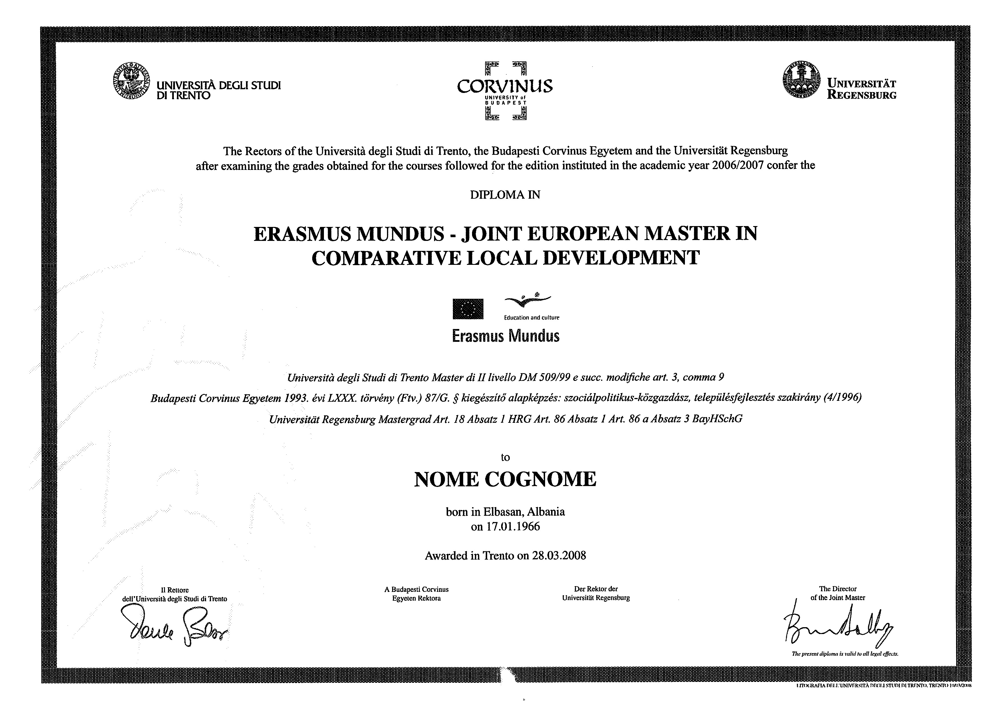 UNIVERSITAS ATHESINA STUDIORUM
UNIVERSITÀ DEGLI STUDI
DI TRENTO
CORVINUS
UNIVERSITY of
BUDAPEST
UNIVERSITÄT
REGENSBURG
The Rectors of the Università degli Studi di Trento, the Budapesti Corvinus Egyetem and the Universität Regensburg
after examining the grades obtained for the courses followed for the edition instituted in the academic year 2006/2007 confer the
DIPLOMA IN
ERASMUS MUNDUS - JOINT EUROPEAN MASTER IN
COMPARATIVE LOCAL DEVELOPMENT
Education and culture
Erasmus Mundus
Università degli Studi di Trento Master di II livello DM 509/99 e succ. modifiche art. 3, comma 9
Budapesti Corvinus Egyetem 1993. évi LXXX. törvény (Ftv.) 87/G. § kiegészítő alapképzés: szociálpolitikus-közgazdász, településfejlesztés szakirány (4/1996)
Universität Regensburg Mastergrad Art. 18 Absatz 1 HRG Art. 86 Absatz 1 Art. 86 a Absatz 3 BayHSchG
to
NOME COGNOME
born in Elbasan, Albania
on 17.01.1966
Awarded in Trento on 28.03.2008
Il Rettore
dell'Università degli Studi di Trento
A Budapesti Corvinus
Egyeten Rektora
Der Rektor der
Universität Regensburg
The Director
of the Joint Master
The present diploma is valid to all legal effects.
LITOGRAFIA DELL'UNIVERSITÀ DEGLI STUDI DI TRENTO, TRENTO 10/03/2008